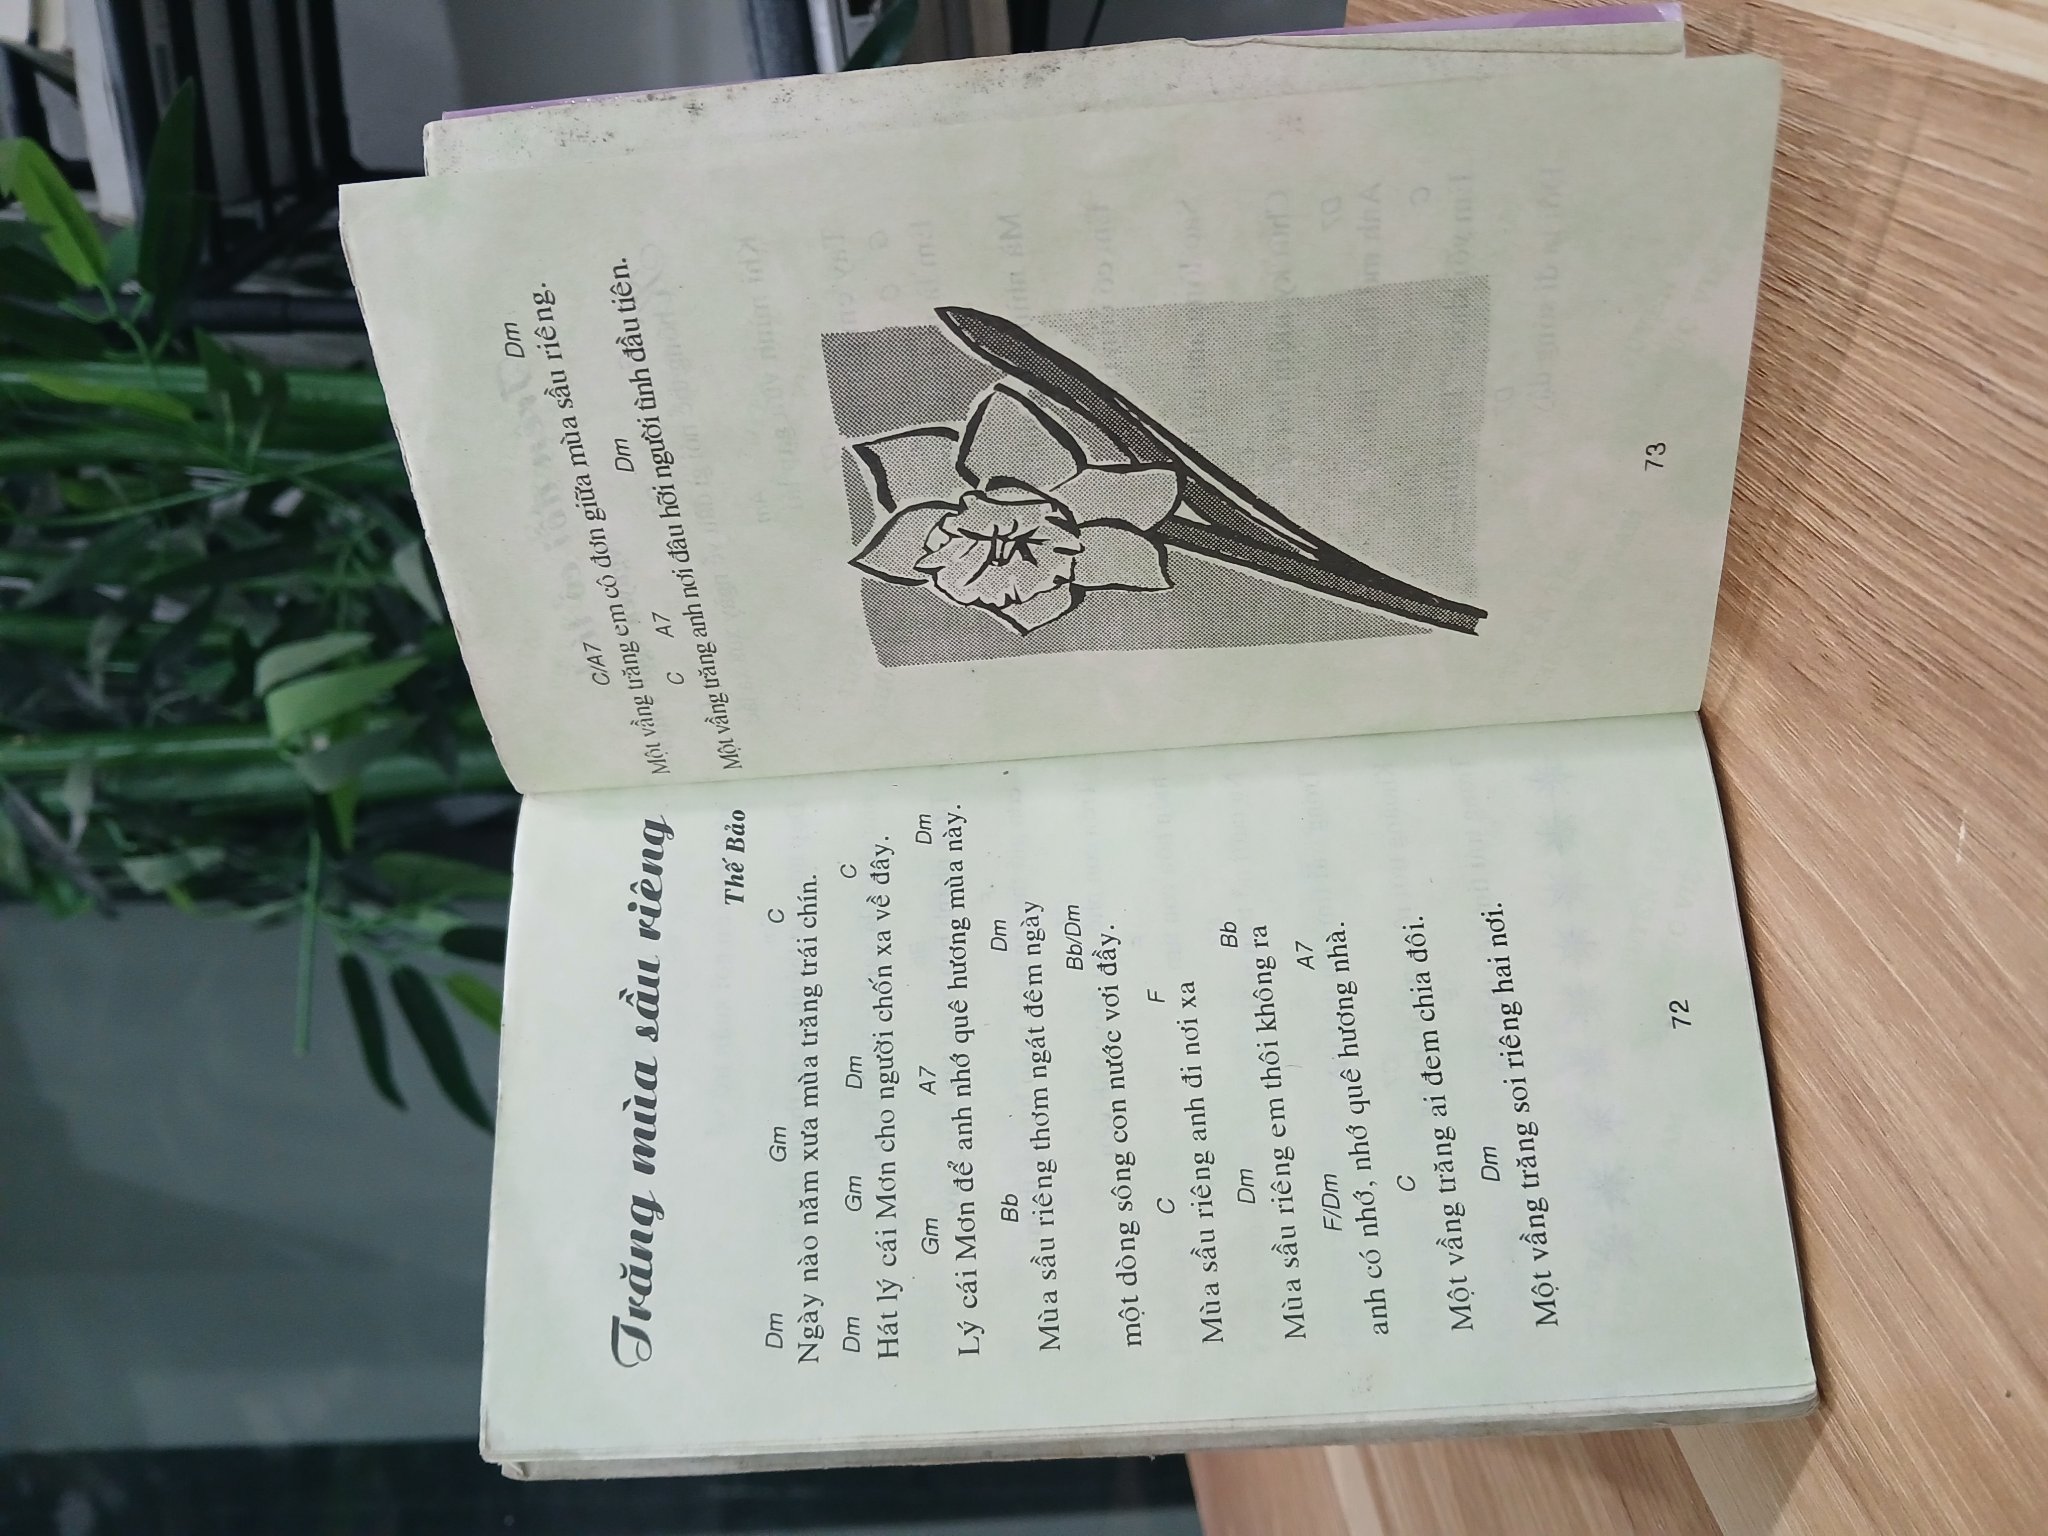 Trăng mùa sầu riêng
Thế Bảo
Dm Gm C
Ngày nào năm xưa mùa trăng trái chín.
Dm Gm Dm C
Hát lý cái Mơn cho người chốn xa về đây.
Gm A7 Dm
Lý cái Mơn để anh nhớ quê hương mùa này.
Bb Dm
Mùa sầu riêng thơm ngát đêm ngày
Bb/Dm
một dòng sông con nước vơi đầy.
C F
Mùa sầu riêng anh đi nơi xa
Dm Bb
Mùa sầu riêng em thôi không ra
F/Dm A7
anh có nhớ, nhớ quê hương nhà.
C
Một vầng trăng ai đem chia đôi.
Dm
Một vầng trăng soi riêng hai nơi.
72
C/A7 Dm
Một vầng trăng em cô đơn giữa mùa sầu riêng.
C A7 Dm
Một vầng trăng anh nơi đâu hỡi người tình đầu tiên.
73